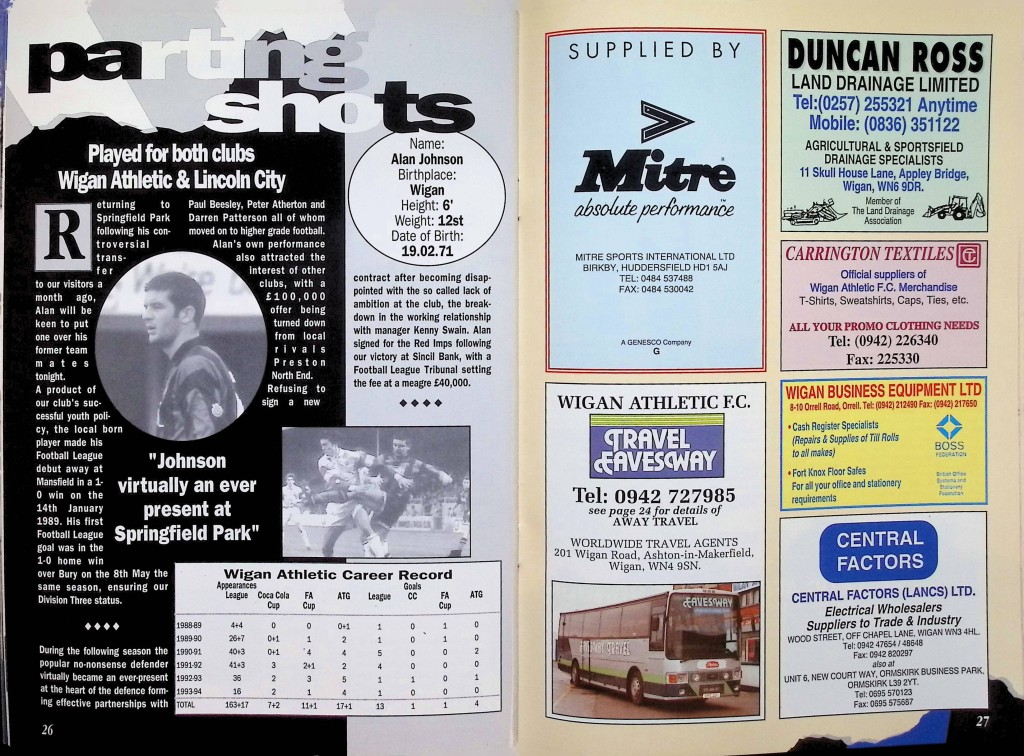 parting
shots
Played for both clubs
Wigan Athletic & Lincoln City
Returning to
Springfield Park
following his con-
troversial
trans-
fer
to our visitors a
month ago,
Alan will be
keen to put
one over his
former team
mates
tonight.
A product of
our club's suc-
cessful youth poli-
cy, the local born
player made his
Football League
debut away at
Mansfield in a 1-
0 win on the
14th January
1989. His first
Football League
goal was in the
1-0 home win
over Bury on the 8th May the
same season, ensuring our
Division Three status.
During the following season the
popular no-nonsense defender
virtually became an ever-present
at the heart of the defence form-
ing effective partnerships with
Paul Beesley, Peter Atherton and
Darren Patterson all of whom
moved on to higher grade football.
Alan's own performance
also attracted the
interest of other
clubs, with a
£100,000
offer being
turned down
from local
rivals
Preston
North End.
Refusing to
sign a new
"Johnson
virtually an ever
present at
Springfield Park"
Name:
Alan Johnson
Birthplace:
Wigan
Height: 6'
Weight: 12st
Date of Birth:
19.02.71
contract after becoming disap-
pointed with the so called lack of
ambition at the club, the break-
down in the working relationship
with manager Kenny Swain. Alan
signed for the Red Imps following
our victory at Sincil Bank, with a
Football League Tribunal setting
the fee at a meagre £40,000.
Wigan Athletic Career Record
Appearances Goals
League Coca Cola Cup FA Cup ATG League CC FA Cup ATG
1988-89 4+4 0 0 0+1 1 0 1 0
1989-90 26+7 0+1 1 2 1 0 1 0
1990-91 40+3 0+1 4 4 5 0 0 2
1991-92 41+3 3 2+1 2 4 0 0 0
1992-93 36 2 3 5 1 1 0 1
1993-94 16 2 1 4 1 0 0 0
TOTAL 163+17 7+2 11+1 17+1 13 1 1 4
26
SUPPLIED BY
Mitre
absolute performance
MITRE SPORTS INTERNATIONAL LTD
BIRKBY, HUDDERSFIELD HD1 5AJ
TEL: 0484 537488
FAX: 0484 530042
A GENESCO Company
G
WIGAN ATHLETIC F.C.
TRAVEL
EAVESWAY
Tel: 0942 727985
see page 24 for details of
AWAY TRAVEL
WORLDWIDE TRAVEL AGENTS
201 Wigan Road, Ashton-in-Makerfield,
Wigan, WN4 9SN.
EAVESWAY
EAVESWAY TRAVEL
DUNCAN ROSS
LAND DRAINAGE LIMITED
Tel:(0257) 255321 Anytime
Mobile: (0836) 351122
AGRICULTURAL & SPORTSFIELD
DRAINAGE SPECIALISTS
11 Skull House Lane, Appley Bridge,
Wigan, WN6 9DR.
Member of
The Land Drainage
Association
CARRINGTON TEXTILES
Official suppliers of
Wigan Athletic F.C. Merchandise
T-Shirts, Sweatshirts, Caps, Ties, etc.
ALL YOUR PROMO CLOTHING NEEDS
Tel: (0942) 226340
Fax: 225330
WIGAN BUSINESS EQUIPMENT LTD
8-10 Orrell Road, Orrell. Tel: (0942) 212490 Fax: (0942) 217650
• Cash Register Specialists
(Repairs & Supplies of Till Rolls
to all makes)
• Fort Knox Floor Safes
For all your office and stationery
requirements
BOSS
FEDERATION
British Office
Systems and
Stationery
Federation
CENTRAL
FACTORS
CENTRAL FACTORS (LANCS) LTD.
Electrical Wholesalers
Suppliers to Trade & Industry
WOOD STREET, OFF CHAPEL LANE, WIGAN WN3 4HL.
Tel: 0942 47654 / 48648
Fax: 0942 820297
also at
UNIT 6, NEW COURT WAY, ORMSKIRK BUSINESS PARK,
ORMSKIRK L39 2YT.
Tel: 0695 570123
Fax: 0695 575687
27